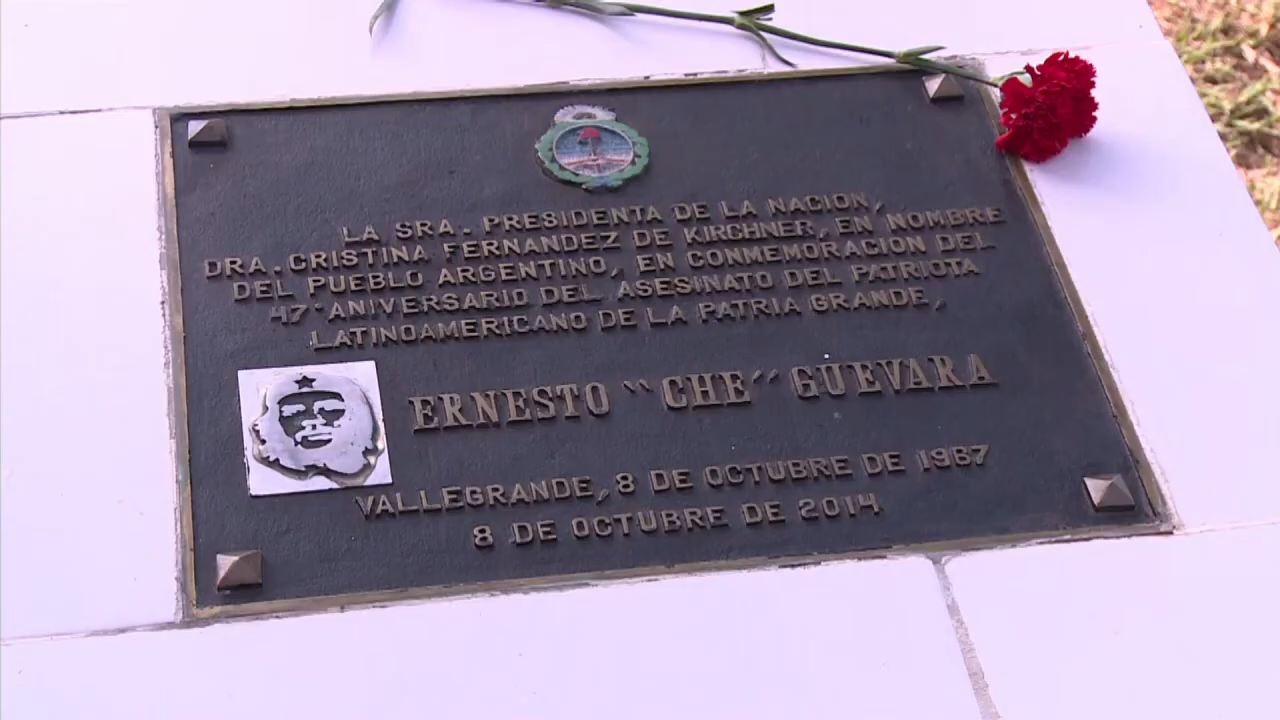 LA SRA. PRESIDENTA DE LA NACION,
DRA. CRISTINA FERNANDEZ DE KIRCHNER, EN NOMBRE
DEL PUEBLO ARGENTINO, EN CONMEMORACION DEL
47° ANIVERSARIO DEL ASESINATO DEL PATRIOTA
LATINOAMERICANO DE LA PATRIA GRANDE,
ERNESTO "CHE" GUEVARA
VALLEGRANDE, 8 DE OCTUBRE DE 1967
8 DE OCTUBRE DE 2014